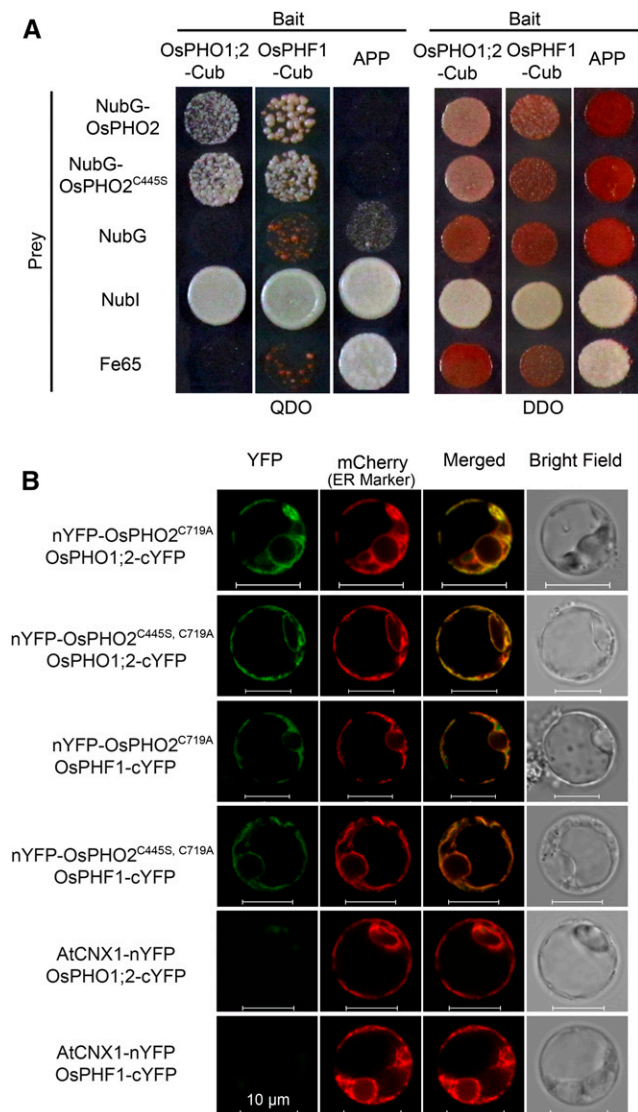 A
Bait
Bait
OsPHO1;2
-Cub
OsPHF1
-Cub
APP
OsPHO1;2
-Cub
OsPHF1
-Cub
APP
Prey
NubG-
OsPHO2
NubG-
OsPHO2C445S
NubG
NubI
Fe65
QDO
DDO
B
YFP
mCherry
(ER Marker)
Merged
Bright Field
nYFP-OsPHO2C719A
OsPHO1;2-cYFP
nYFP-OsPHO2C445S, C719A
OsPHO1;2-cYFP
nYFP-OsPHO2C719A
OsPHF1-cYFP
nYFP-OsPHO2C445S, C719A
OsPHF1-cYFP
AtCNX1-nYFP
OsPHO1;2-cYFP
AtCNX1-nYFP
OsPHF1-cYFP
10 µm